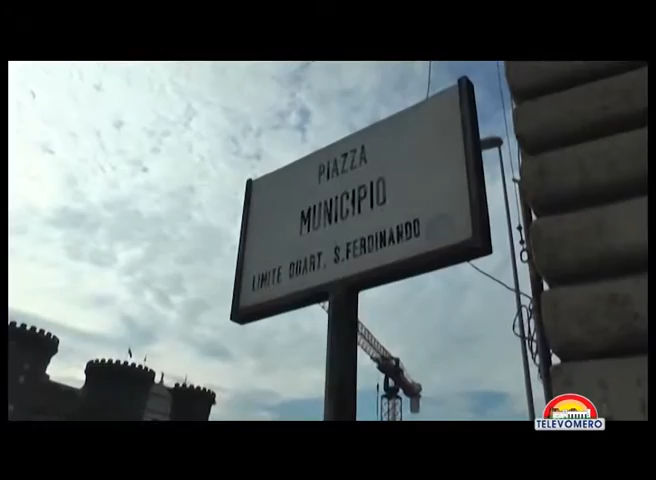 PIAZZA
MUNICIPIO
LIMITE QUART. S.FERDINANDO
TELEVOMERO